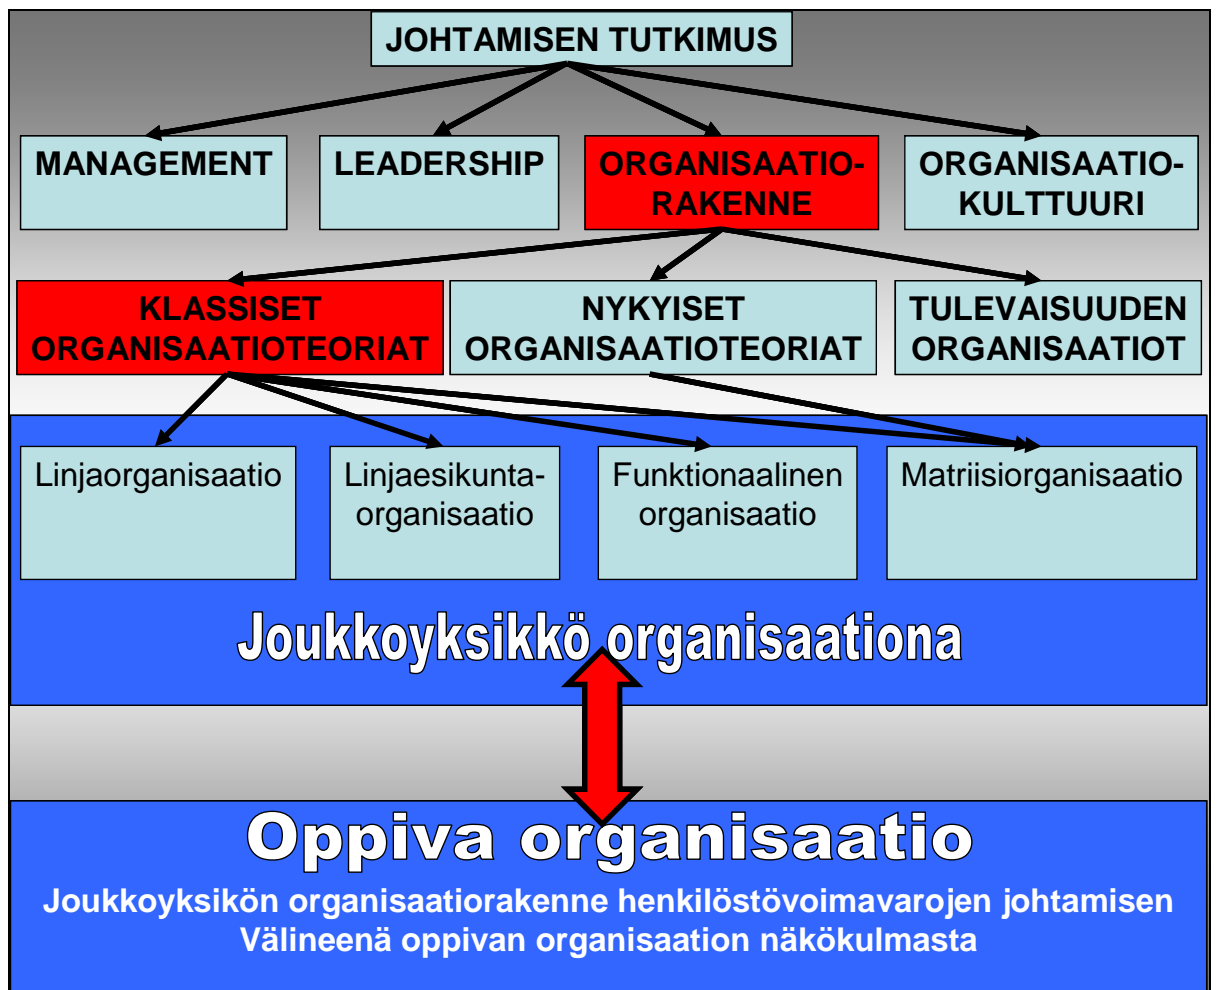 JOHTAMISEN TUTKIMUS
MANAGEMENT
LEADERSHIP
ORGANISAATIO-
RAKENNE
ORGANISAATIO-
KULTTUURI
KLASSISET
ORGANISAATIOTEORIAT
NYKYISET
ORGANISAATIOTEORIAT
TULEVAISUUDEN
ORGANISAATIOT
Linjaorganisaatio
Linjaesikunta-
organisaatio
Funktionaalinen
organisaatio
Matriisiorganisaatio
Joukkoyksikkö organisaationa
Oppiva organisaatio
Joukkoyksikön organisaatiorakenne henkilöstövoimavarojen johtamisen
Välineenä oppivan organisaation näkökulmasta